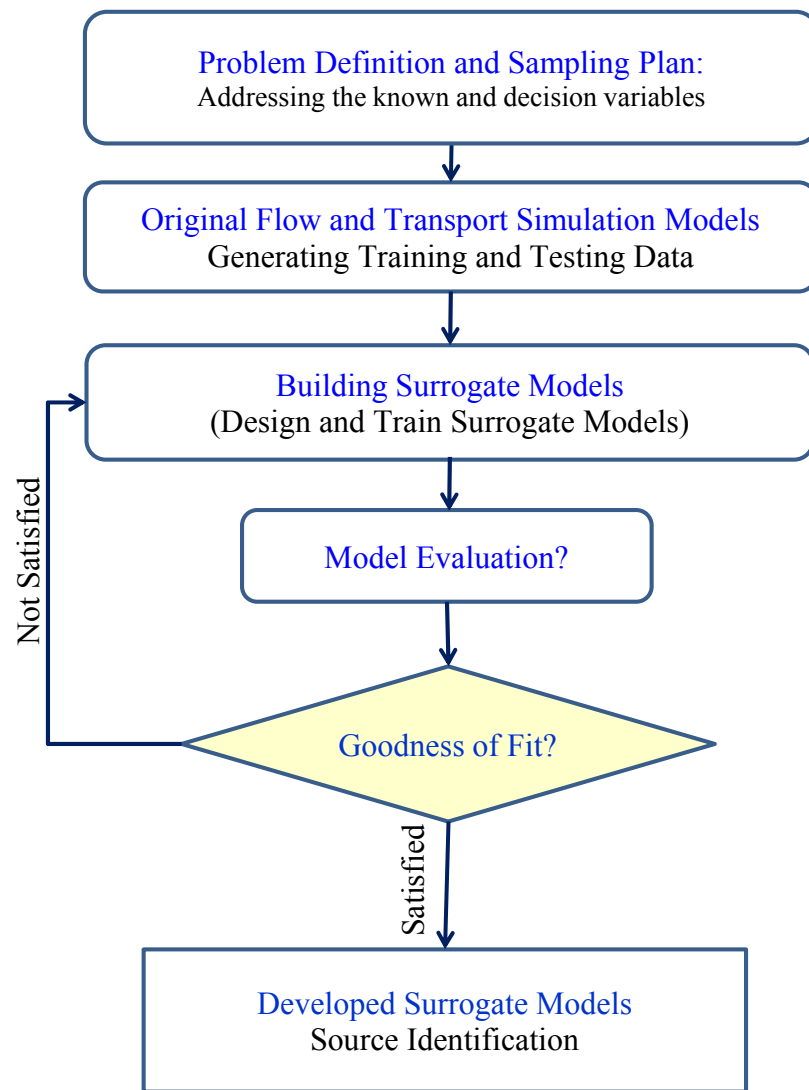 Problem Definition and Sampling Plan:
Addressing the known and decision variables
Original Flow and Transport Simulation Models
Generating Training and Testing Data
Building Surrogate Models
(Design and Train Surrogate Models)
Not Satisfied
Model Evaluation?
Goodness of Fit?
Satisfied
Developed Surrogate Models
Source Identification